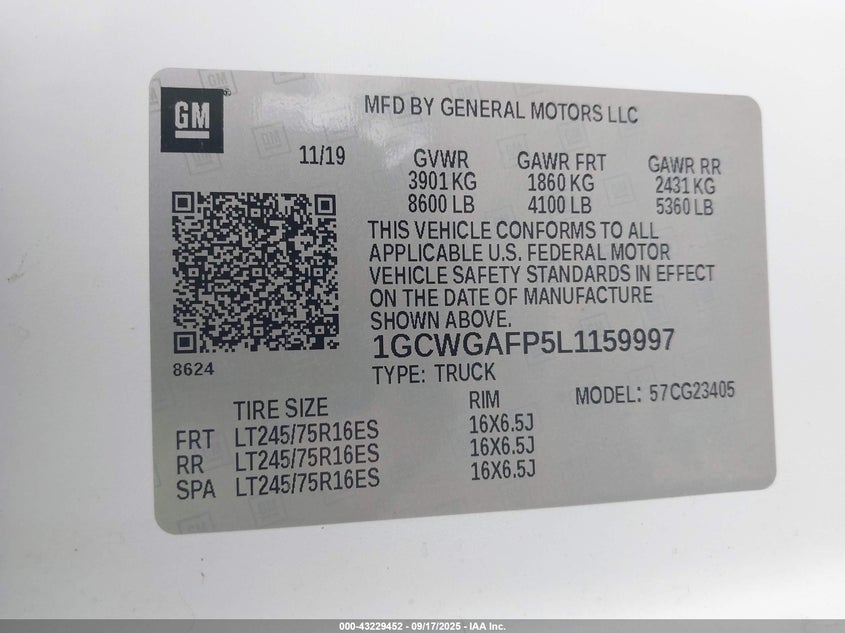 GM
MFD BY GENERAL MOTORS LLC
11/19
GVWR GAWR FRT GAWR RR
3901 KG 1860 KG 2431 KG
8600 LB 4100 LB 5360 LB
THIS VEHICLE CONFORMS TO ALL
APPLICABLE U.S. FEDERAL MOTOR
VEHICLE SAFETY STANDARDS IN EFFECT
ON THE DATE OF MANUFACTURE
SHOWN ABOVE.
1GCWGAFP5L1159997
8624
TYPE: TRUCK
MODEL: 57CG23405
TIRE SIZE RIM
FRT LT245/75R16ES 16X6.5J
RR LT245/75R16ES 16X6.5J
SPA LT245/75R16ES 16X6.5J
000-43229452 - 09/17/2025 - IAA Inc.